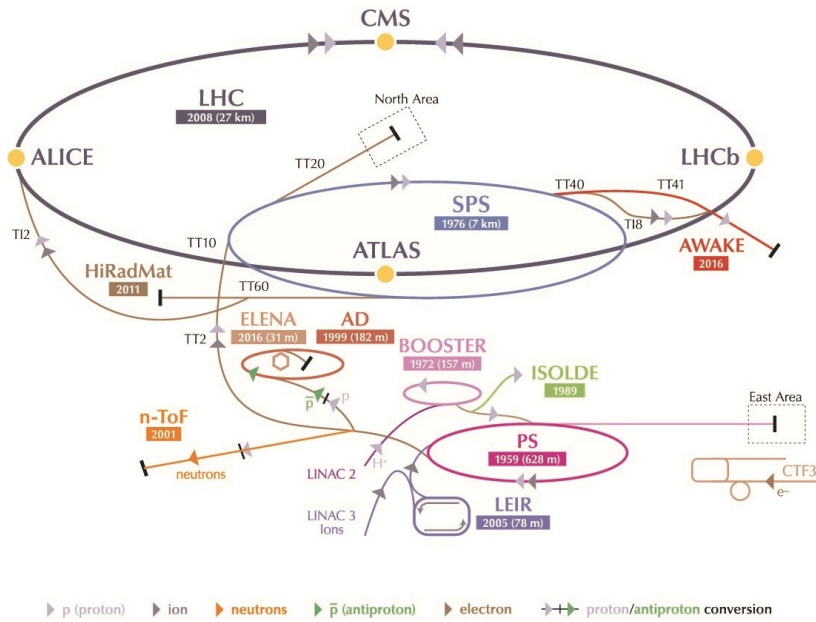 CMS
LHC
2008 (27 km)
North Area
ALICE
LHCb
TT20
TT40
TT41
SPS
1976 (7 km)
TI2
TT10
TI8
ATLAS
AWAKE
2016
HiRadMat
2011
TT60
ELENA
2016 (31 m)
AD
1999 (182 m)
TT2
BOOSTER
1972 (157 m)
ISOLDE
1989
p̅
p
East Area
n-ToF
2001
PS
1959 (628 m)
neutrons
LINAC 2
H⁺
CTF3
e–
LINAC 3
Ions
LEIR
2005 (78 m)
p (proton)
ion
neutrons
p̅ (antiproton)
electron
proton/antiproton conversion